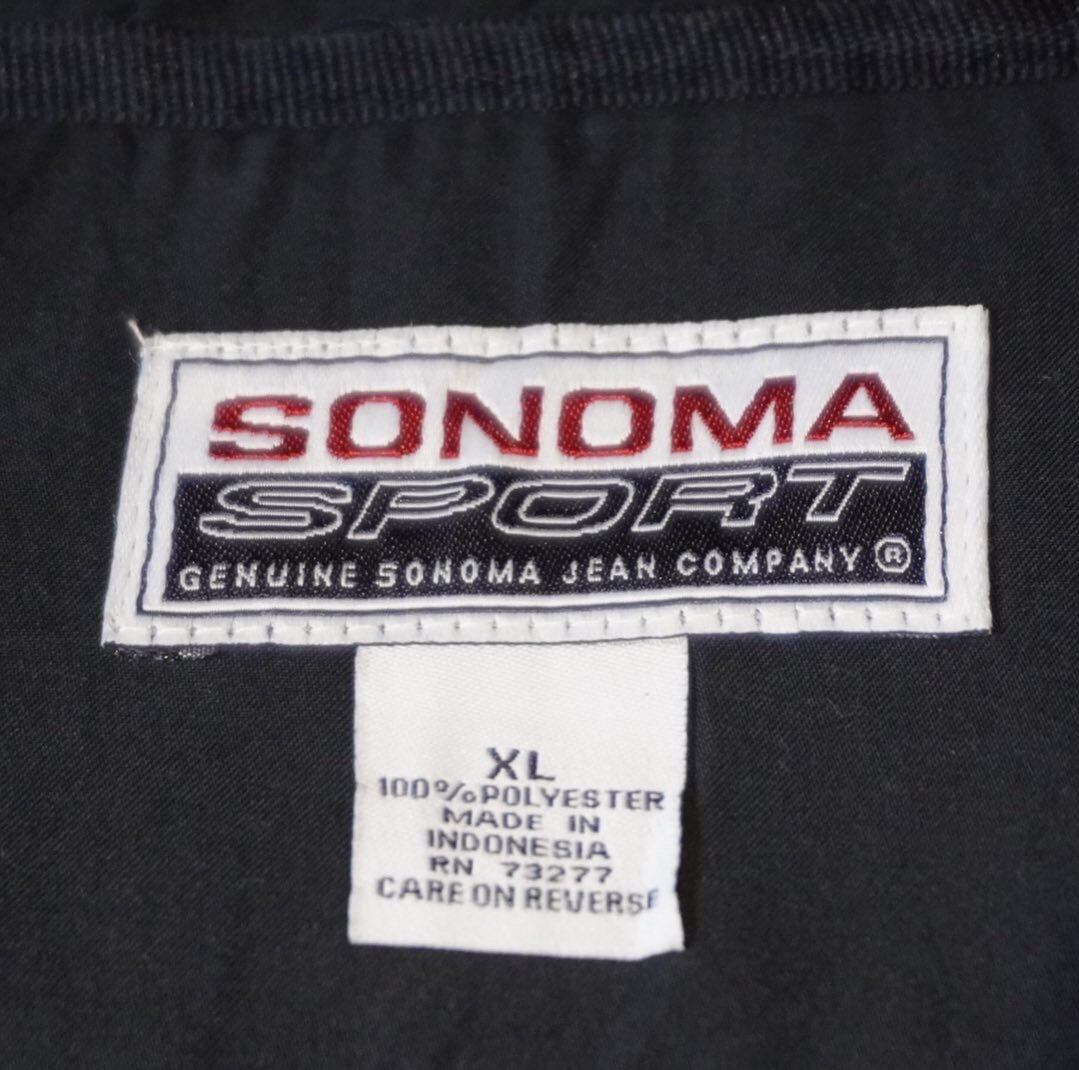 SONOMA
SPORT
GENUINE SONOMA JEAN COMPANY ®
XL
100% POLYESTER
MADE IN
INDONESIA
RN 73277
CARE ON REVERSE